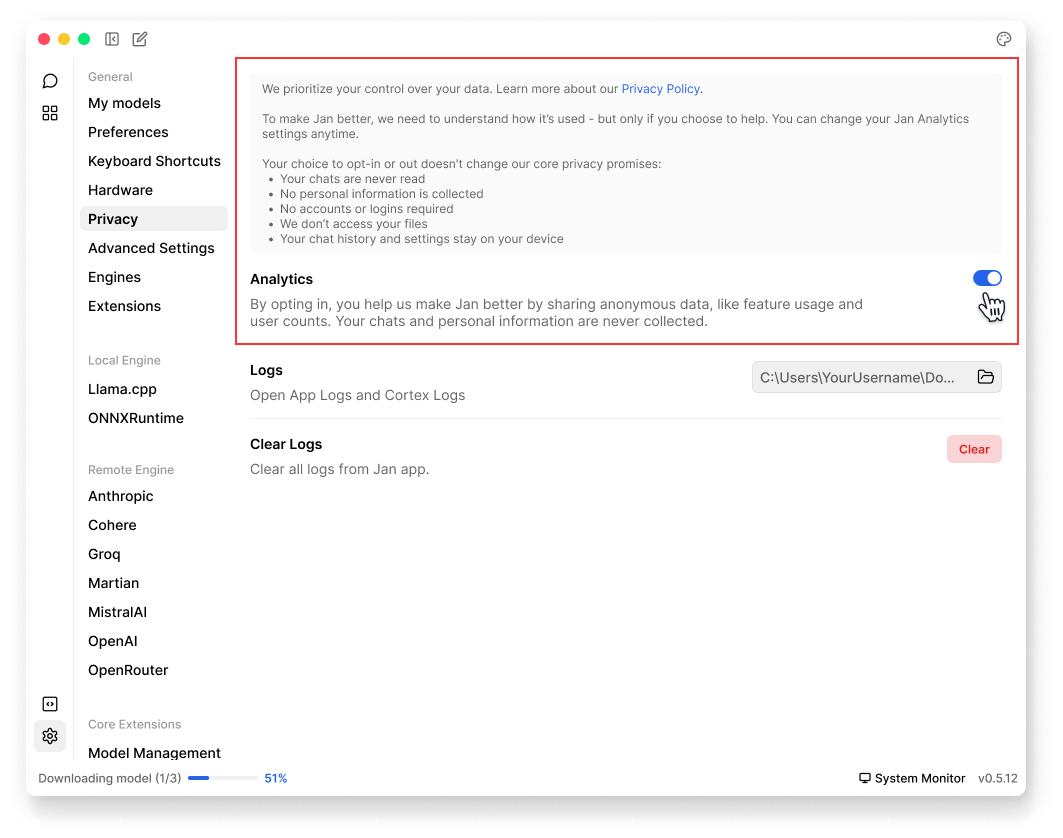 General
My models
Preferences
Keyboard Shortcuts
Hardware
Privacy
Advanced Settings
Engines
Extensions
Local Engine
Llama.cpp
ONNXRuntime
Remote Engine
Anthropic
Cohere
Groq
Martian
MistralAI
OpenAI
OpenRouter
Core Extensions
Model Management
We prioritize your control over your data. Learn more about our Privacy Policy.
To make Jan better, we need to understand how it's used - but only if you choose to help. You can change your Jan Analytics
settings anytime.
Your choice to opt-in or out doesn't change our core privacy promises:
• Your chats are never read
• No personal information is collected
• No accounts or logins required
• We don't access your files
• Your chat history and settings stay on your device
Analytics
By opting in, you help us make Jan better by sharing anonymous data, like feature usage and
user counts. Your chats and personal information are never collected.
Logs
Open App Logs and Cortex Logs
C:\Users\YourUsername\Do...
Clear Logs
Clear all logs from Jan app.
Clear
Downloading model (1/3) 51%
System Monitor v0.5.12